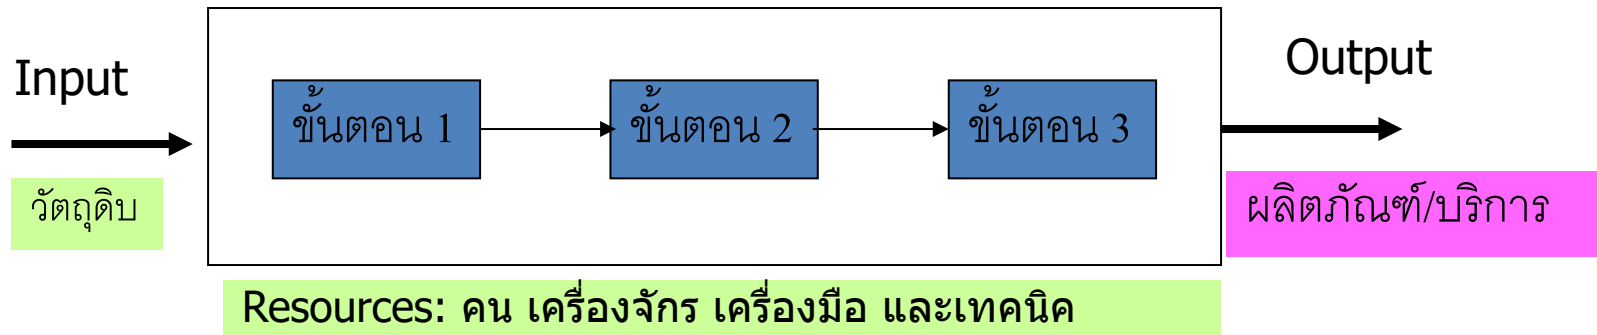 Input
วัตถุดิบ
ขั้นตอน 1
ขั้นตอน 2
ขั้นตอน 3
Output
ผลิตภัณฑ์/บริการ
Resources: คน เครื่องจักร เครื่องมือ และเทคนิค